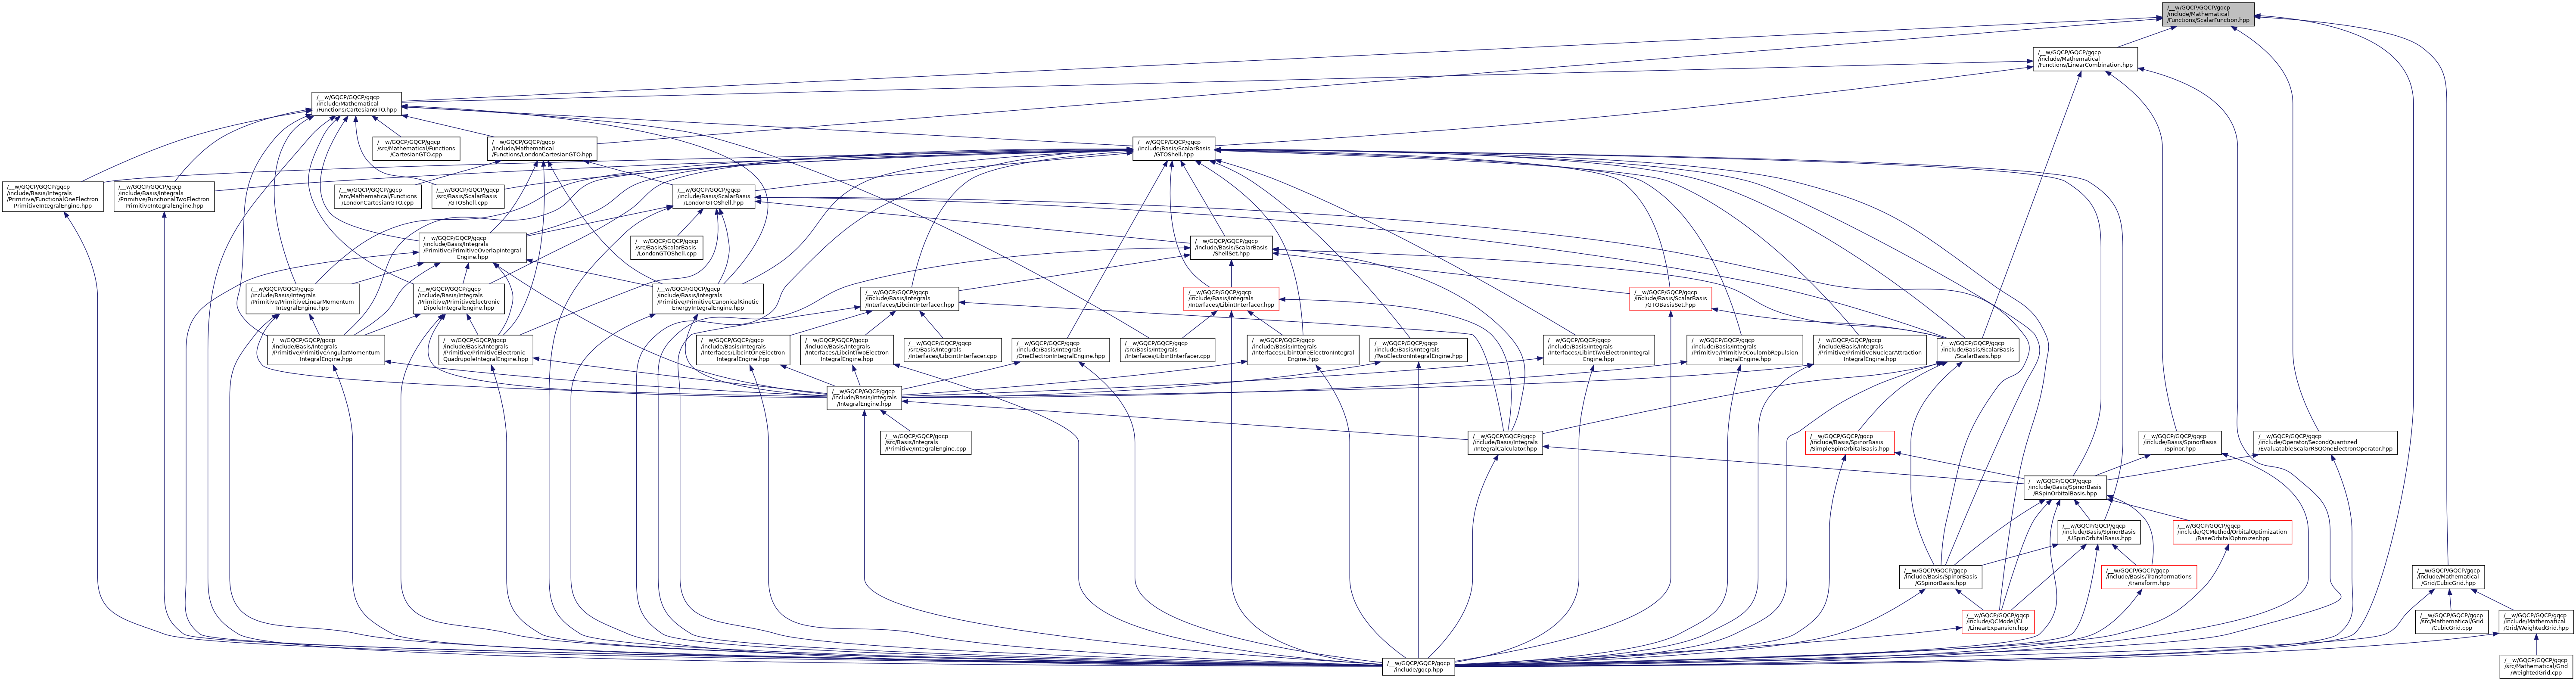 /__w/GQCP/GQCP/gqcp
/include/Mathematical
/Functions/ScalarFunction.hpp
/__w/GQCP/GQCP/gqcp
/include/Mathematical
/Functions/LinearCombination.hpp
/__w/GQCP/GQCP/gqcp
/include/Mathematical
/Functions/CartesianGTO.hpp
/__w/GQCP/GQCP/gqcp
/src/Mathematical/Functions
/CartesianGTO.cpp
/__w/GQCP/GQCP/gqcp
/include/Mathematical
/Functions/LondonCartesianGTO.hpp
/__w/GQCP/GQCP/gqcp
/include/Basis/ScalarBasis
/GTOShell.hpp
/__w/GQCP/GQCP/gqcp
/include/Basis/Integrals
/Primitive/FunctionalOneElectron
PrimitiveIntegralEngine.hpp
/__w/GQCP/GQCP/gqcp
/include/Basis/Integrals
/Primitive/FunctionalTwoElectron
PrimitiveIntegralEngine.hpp
/__w/GQCP/GQCP/gqcp
/src/Mathematical/Functions
/LondonCartesianGTO.cpp
/__w/GQCP/GQCP/gqcp
/src/Basis/ScalarBasis
/GTOShell.cpp
/__w/GQCP/GQCP/gqcp
/include/Basis/ScalarBasis
/LondonGTOShell.hpp
/__w/GQCP/GQCP/gqcp
/include/Basis/Integrals
/Primitive/PrimitiveOverlapIntegral
Engine.hpp
/__w/GQCP/GQCP/gqcp
/src/Basis/ScalarBasis
/LondonGTOShell.cpp
/__w/GQCP/GQCP/gqcp
/include/Basis/ScalarBasis
/ShellSet.hpp
/__w/GQCP/GQCP/gqcp
/include/Basis/Integrals
/Primitive/PrimitiveLinearMomentum
IntegralEngine.hpp
/__w/GQCP/GQCP/gqcp
/include/Basis/Integrals
/Primitive/PrimitiveElectronic
DipoleIntegralEngine.hpp
/__w/GQCP/GQCP/gqcp
/include/Basis/Integrals
/Primitive/PrimitiveCanonicalKinetic
EnergyIntegralEngine.hpp
/__w/GQCP/GQCP/gqcp
/include/Basis/Integrals
/Interfaces/LibcintInterfacer.hpp
/__w/GQCP/GQCP/gqcp
/include/Basis/Integrals
/Interfaces/LibintInterfacer.hpp
/__w/GQCP/GQCP/gqcp
/include/Basis/ScalarBasis
/GTOBasisSet.hpp
/__w/GQCP/GQCP/gqcp
/include/Basis/Integrals
/Primitive/PrimitiveAngularMomentum
IntegralEngine.hpp
/__w/GQCP/GQCP/gqcp
/include/Basis/Integrals
/Primitive/PrimitiveElectronic
QuadrupoleIntegralEngine.hpp
/__w/GQCP/GQCP/gqcp
/include/Basis/Integrals
/Interfaces/LibcintOneElectron
IntegralEngine.hpp
/__w/GQCP/GQCP/gqcp
/include/Basis/Integrals
/Interfaces/LibcintTwoElectron
IntegralEngine.hpp
/__w/GQCP/GQCP/gqcp
/src/Basis/Integrals
/Interfaces/LibcintInterfacer.cpp
/__w/GQCP/GQCP/gqcp
/include/Basis/Integrals
/OneElectronIntegralEngine.hpp
/__w/GQCP/GQCP/gqcp
/src/Basis/Integrals
/Interfaces/LibintInterfacer.cpp
/__w/GQCP/GQCP/gqcp
/include/Basis/Integrals
/Interfaces/LibintOneElectronIntegral
Engine.hpp
/__w/GQCP/GQCP/gqcp
/include/Basis/Integrals
/TwoElectronIntegralEngine.hpp
/__w/GQCP/GQCP/gqcp
/include/Basis/Integrals
/Interfaces/LibintTwoElectronIntegral
Engine.hpp
/__w/GQCP/GQCP/gqcp
/include/Basis/Integrals
/Primitive/PrimitiveCoulombRepulsion
IntegralEngine.hpp
/__w/GQCP/GQCP/gqcp
/include/Basis/Integrals
/Primitive/PrimitiveNuclearAttraction
IntegralEngine.hpp
/__w/GQCP/GQCP/gqcp
/include/Basis/ScalarBasis
/ScalarBasis.hpp
/__w/GQCP/GQCP/gqcp
/include/Basis/Integrals
/IntegralEngine.hpp
/__w/GQCP/GQCP/gqcp
/src/Basis/Integrals
/Primitive/IntegralEngine.cpp
/__w/GQCP/GQCP/gqcp
/include/Basis/Integrals
/IntegralCalculator.hpp
/__w/GQCP/GQCP/gqcp
/include/Basis/SpinorBasis
/SimpleSpinOrbitalBasis.hpp
/__w/GQCP/GQCP/gqcp
/include/Basis/SpinorBasis
/Spinor.hpp
/__w/GQCP/GQCP/gqcp
/include/Operator/SecondQuantized
/EvaluatableScalarRSQOneElectronOperator.hpp
/__w/GQCP/GQCP/gqcp
/include/Basis/SpinorBasis
/RSpinOrbitalBasis.hpp
/__w/GQCP/GQCP/gqcp
/include/Basis/SpinorBasis
/USpinOrbitalBasis.hpp
/__w/GQCP/GQCP/gqcp
/include/QCMethod/OrbitalOptimization
/BaseOrbitalOptimizer.hpp
/__w/GQCP/GQCP/gqcp
/include/Basis/SpinorBasis
/GSpinorBasis.hpp
/__w/GQCP/GQCP/gqcp
/include/Basis/Transformations
/transform.hpp
/__w/GQCP/GQCP/gqcp
/include/Mathematical
/Grid/CubicGrid.hpp
/__w/GQCP/GQCP/gqcp
/include/QCModel/CI
/LinearExpansion.hpp
/__w/GQCP/GQCP/gqcp
/src/Mathematical/Grid
/CubicGrid.cpp
/__w/GQCP/GQCP/gqcp
/include/Mathematical
/Grid/WeightedGrid.hpp
/__w/GQCP/GQCP/gqcp
/include/gqcp.hpp
/__w/GQCP/GQCP/gqcp
/src/Mathematical/Grid
/WeightedGrid.cpp